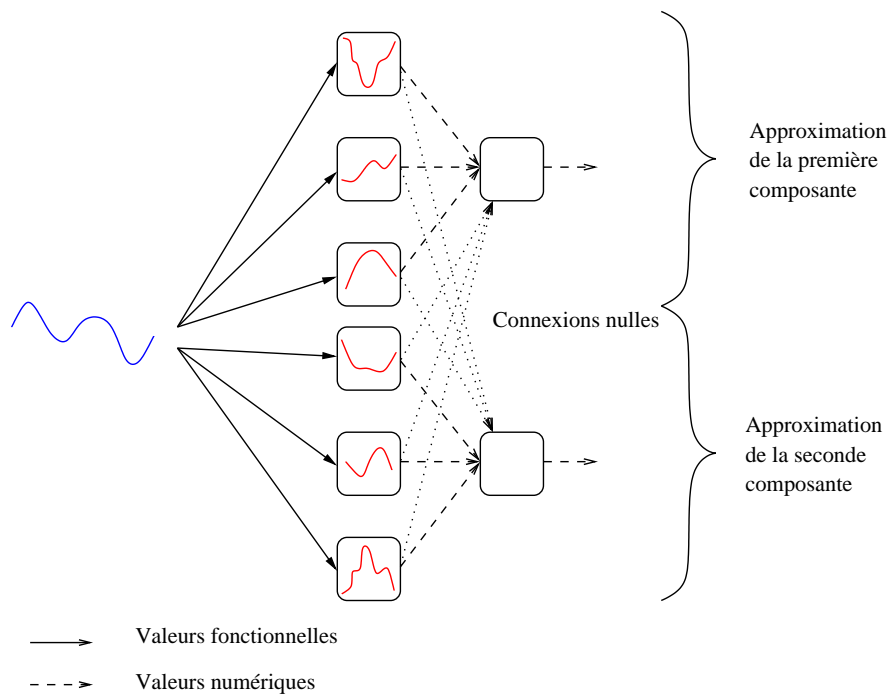 Approximation
de la première
composante
Connexions nulles
Approximation
de la seconde
composante
Valeurs fonctionnelles
Valeurs numériques